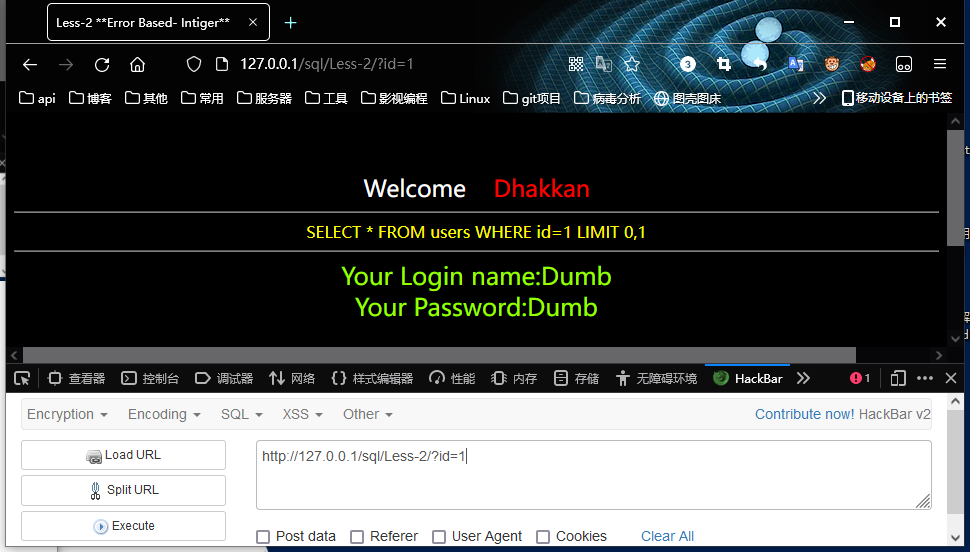 Less-2 **Error Based- Intiger**
127.0.0.1/sql/Less-2/?id=1
3
api 博客 其他 常用 服务器 工具 影视编程 Linux git项目 病毒分析 图壳图床 移动设备上的书签
Welcome Dhakkan
SELECT * FROM users WHERE id=1 LIMIT 0,1
Your Login name:Dumb
Your Password:Dumb
查看器 控制台 调试器 网络 样式编辑器 性能 内存 存储 无障碍环境 HackBar 1
Encryption Encoding SQL XSS Other Contribute now! HackBar v2
Load URL
http://127.0.0.1/sql/Less-2/?id=1
Split URL
Execute
Post data Referer User Agent Cookies Clear All